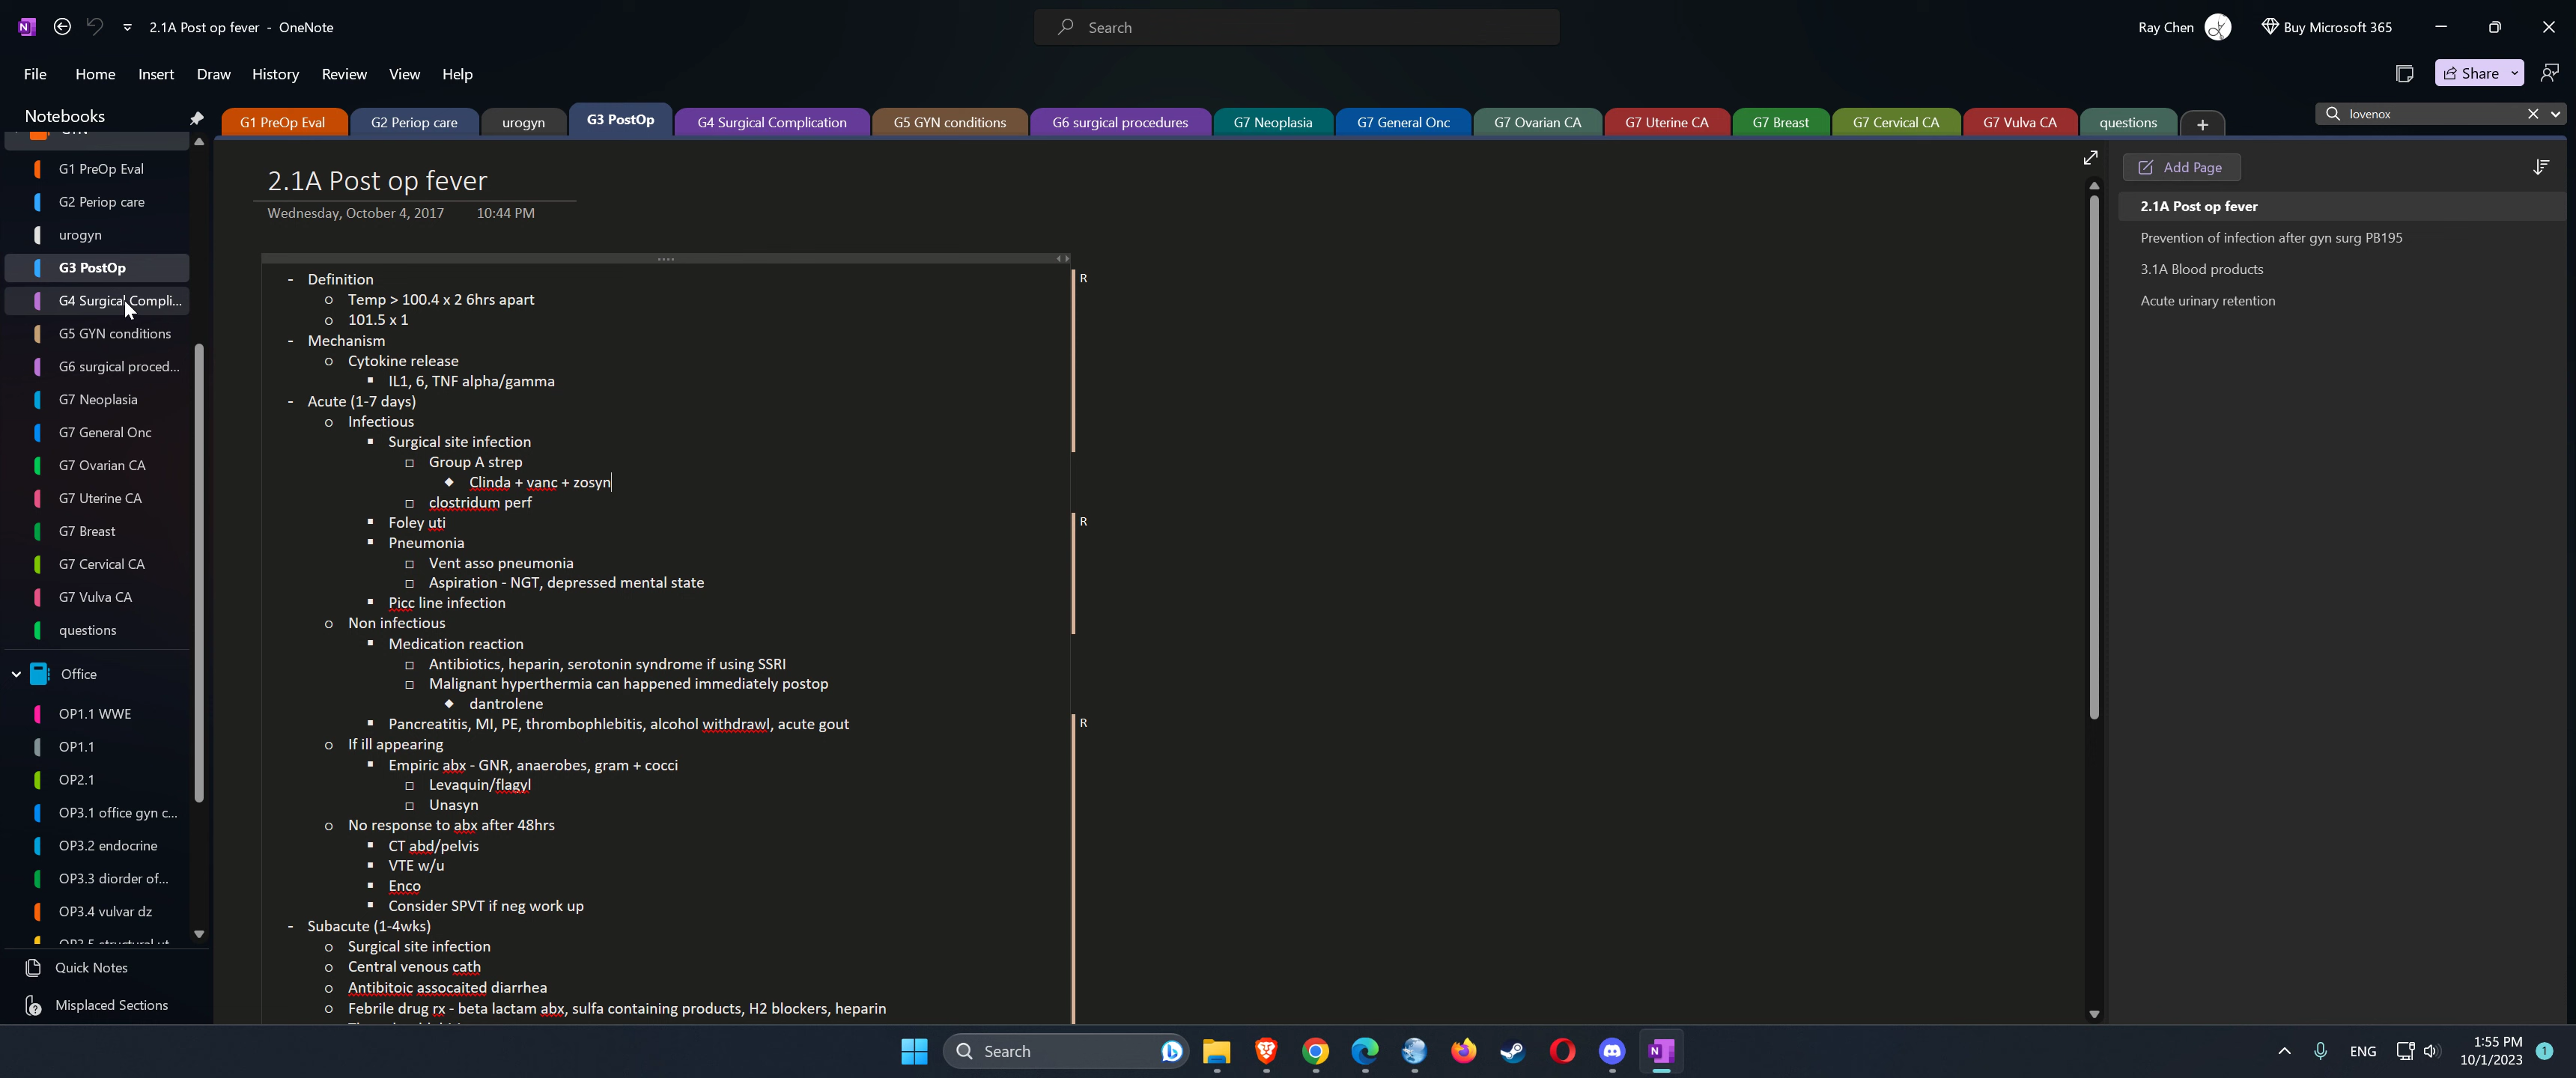 2.1A Post op fever - OneNote
Search
Ray Chen
Buy Microsoft 365
File Home Insert Draw History Review View Help
Share
Notebooks
G1 PreOp Eval
G2 Periop care
urogyn
G3 PostOp
G4 Surgical Complication
G5 GYN conditions
G6 surgical procedures
G7 Neoplasia
G7 General Onc
G7 Ovarian CA
G7 Uterine CA
G7 Breast
G7 Cervical CA
G7 Vulva CA
questions
+
lovenox
G1 PreOp Eval
G2 Periop care
urogyn
G3 PostOp
G4 Surgical Compli...
G5 GYN conditions
G6 surgical proced...
G7 Neoplasia
G7 General Onc
G7 Ovarian CA
G7 Uterine CA
G7 Breast
G7 Cervical CA
G7 Vulva CA
questions
Office
OP1.1 WWE
OP1.1
OP2.1
OP3.1 office gyn c...
OP3.2 endocrine
OP3.3 diorder of...
OP3.4 vulvar dz
Quick Notes
Misplaced Sections
2.1A Post op fever
Wednesday, October 4, 2017 10:44 PM
- Definition
o Temp > 100.4 x 2 6hrs apart
o 101.5 x 1
- Mechanism
o Cytokine release
▪ IL1, 6, TNF alpha/gamma
- Acute (1-7 days)
o Infectious
▪ Surgical site infection
□ Group A strep
◆ Clinda + vanc + zosyn
□ clostridum perf
▪ Foley uti
▪ Pneumonia
□ Vent asso pneumonia
□ Aspiration - NGT, depressed mental state
▪ Picc line infection
o Non infectious
▪ Medication reaction
□ Antibiotics, heparin, serotonin syndrome if using SSRI
□ Malignant hyperthermia can happened immediately postop
◆ dantrolene
▪ Pancreatitis, MI, PE, thrombophlebitis, alcohol withdrawl, acute gout
o If ill appearing
▪ Empiric abx - GNR, anaerobes, gram + cocci
□ Levaquin/flagyl
□ Unasyn
o No response to abx after 48hrs
▪ CT abd/pelvis
▪ VTE w/u
▪ Enco
▪ Consider SPVT if neg work up
- Subacute (1-4wks)
o Surgical site infection
o Central venous cath
o Antibitoic assocaited diarrhea
o Febrile drug rx - beta lactam abx, sulfa containing products, H2 blockers, heparin
R
R
R
Add Page
2.1A Post op fever
Prevention of infection after gyn surg PB195
3.1A Blood products
Acute urinary retention
Search
ENG
1:55 PM
10/1/2023
1